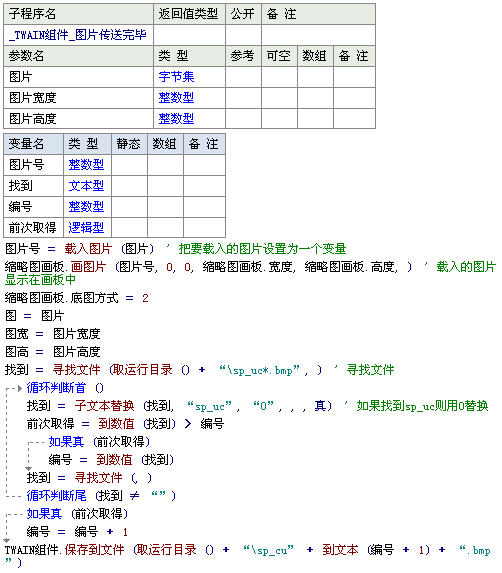 子程序名 返回值类型 公开 备 注
_TWAIN组件_图片传送完毕
参数名 类 型 参考 可空 数组 备 注
图片 字节集
图片宽度 整数型
图片高度 整数型
变量名 类 型 静态 数组 备 注
图片号 整数型
找到 文本型
编号 整数型
前次取得 逻辑型
图片号 = 载入图片 (图片) ' 把要载入的图片设置为一个变量
缩略图画板.画图片 (图片号, 0, 0, 缩略图画板.宽度, 缩略图画板.高度, ) ' 载入的图片
显示在画板中
缩略图画板.底图方式 = 2
图 = 图片
图宽 = 图片宽度
图高 = 图片高度
找到 = 寻找文件 (取运行目录 () + “\sp_uc*.bmp”, ) ' 寻找文件
循环判断首 ()
找到 = 子文本替换 (找到, “sp_uc”, “0”, , , 真) ' 如果找到sp_uc则用0替换
前次取得 = 到数值 (找到) > 编号
如果真 (前次取得)
编号 = 到数值 (找到)
找到 = 寻找文件 (, )
循环判断尾 (找到 ≠ “”)
如果真 (前次取得)
编号 = 编号 + 1
TWAIN组件.保存到文件 (取运行目录 () + “\sp_cu” + 到文本 (编号 + 1) + “.bmp
”)